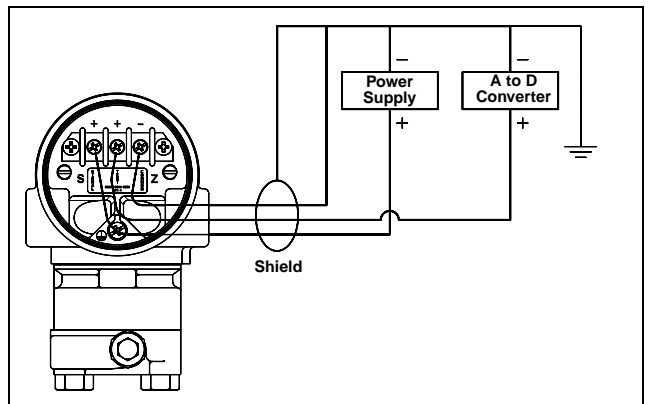 −
−
Power
Supply
A to D
Converter
+
+
+ + −
S
Z
Shield